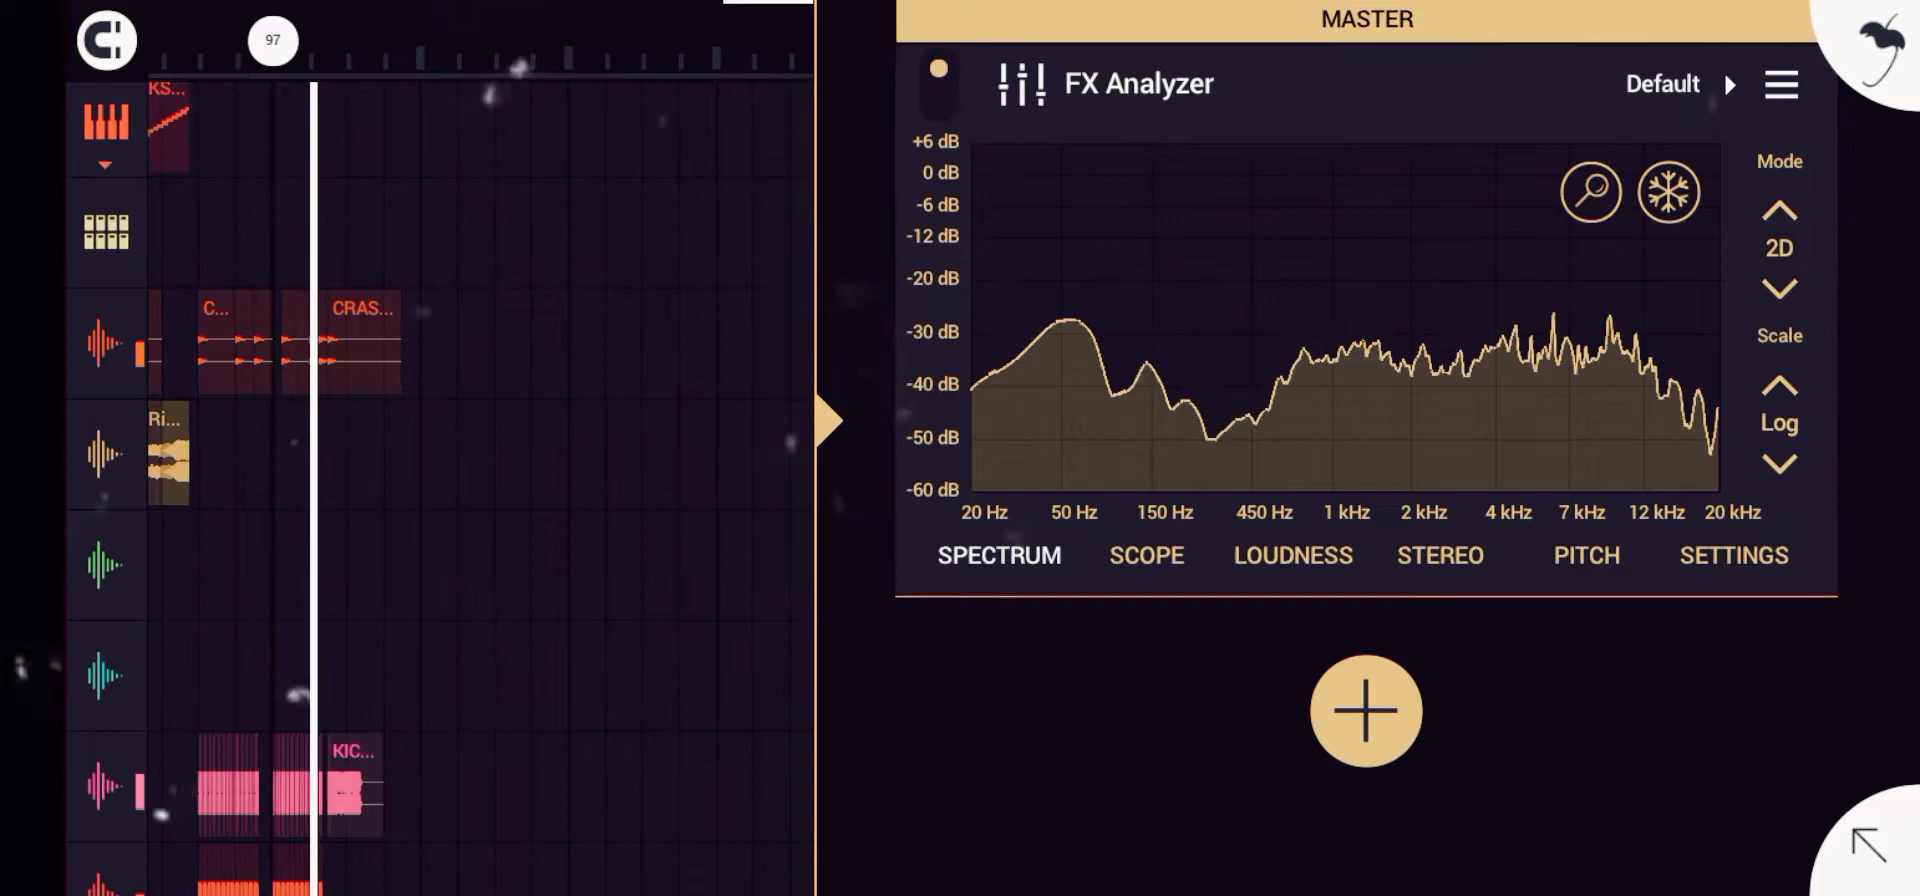 97
KS...
C...
CRAS...
Ri...
KIC...
MASTER
FX Analyzer
Default
+6 dB
0 dB
-6 dB
-12 dB
-20 dB
-30 dB
-40 dB
-50 dB
-60 dB
20 Hz 50 Hz 150 Hz 450 Hz 1 kHz 2 kHz 4 kHz 7 kHz 12 kHz 20 kHz
Mode
2D
Scale
Log
SPECTRUM SCOPE LOUDNESS STEREO PITCH SETTINGS